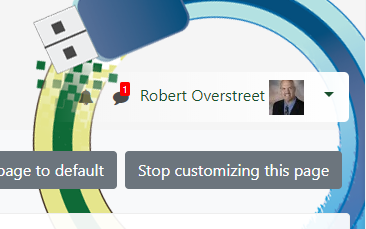 1
Robert Overstreet
page to default
Stop customizing this page